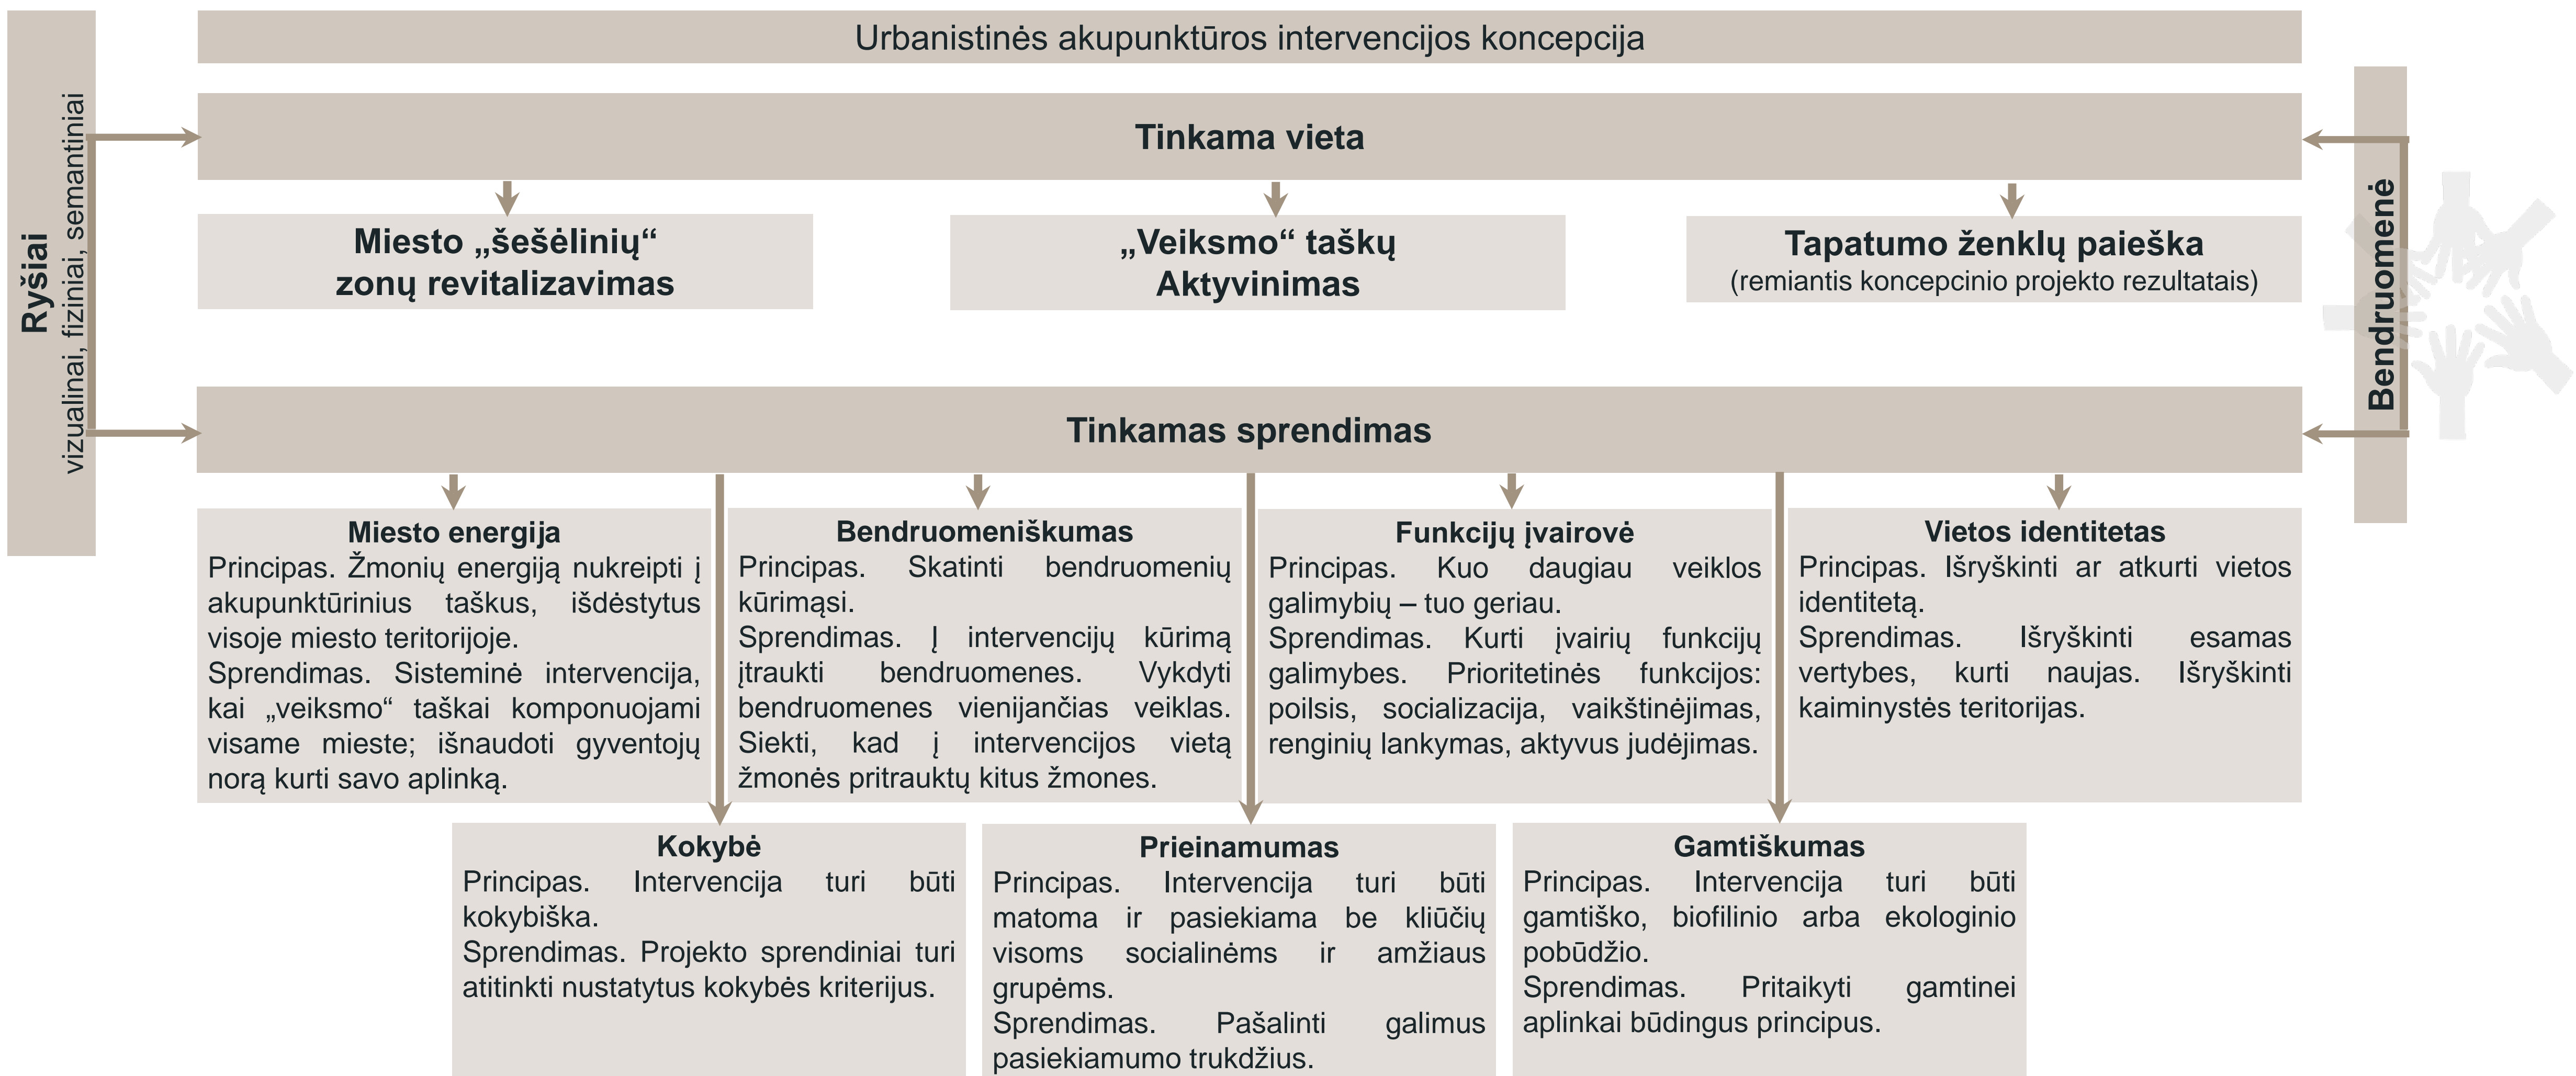 Urbanistinės akupunktūros intervencijos koncepcija
Ryšiai
vizualinai, fiziniai, semantiniai
Tinkama vieta
Bendruomenė
Miesto „šešėlinių“
zonų revitalizavimas
„Veiksmo“ taškų
Aktyvinimas
Tapatumo ženklų paieška
(remiantis koncepcinio projekto rezultatais)
Tinkamas sprendimas
Miesto energija
Principas. Žmonių energiją nukreipti į
akupunktūrinius taškus, išdėstytus
visoje miesto teritorijoje.
Sprendimas. Sisteminė intervencija,
kai „veiksmo“ taškai komponuojami
visame mieste; išnaudoti gyventojų
norą kurti savo aplinką.
Bendruomeniškumas
Principas. Skatinti bendruomenių
kūrimąsi.
Sprendimas. Į intervencijų kūrimą
įtraukti bendruomenes. Vykdyti
bendruomenes vienijančias veiklas.
Siekti, kad į intervencijos vietą
žmonės pritrauktų kitus žmones.
Funkcijų įvairovė
Principas. Kuo daugiau veiklos
galimybių – tuo geriau.
Sprendimas. Kurti įvairių funkcijų
galimybes. Prioritetinės funkcijos:
poilsis, socializacija, vaikštinėjimas,
renginių lankymas, aktyvus judėjimas.
Vietos identitetas
Principas. Išryškinti ar atkurti vietos
identitetą.
Sprendimas. Išryškinti esamas
vertybes, kurti naujas. Išryškinti
kaiminystės teritorijas.
Kokybė
Principas. Intervencija turi būti
kokybiška.
Sprendimas. Projekto sprendiniai turi
atitinkti nustatytus kokybės kriterijus.
Prieinamumas
Principas. Intervencija turi būti
matoma ir pasiekiama be kliūčių
visoms socialinėms ir amžiaus
grupėms.
Sprendimas. Pašalinti galimus
pasiekiamumo trukdžius.
Gamtiškumas
Principas. Intervencija turi būti
gamtiško, biofilinio arba ekologinio
pobūdžio.
Sprendimas. Pritaikyti gamtinei
aplinkai būdingus principus.